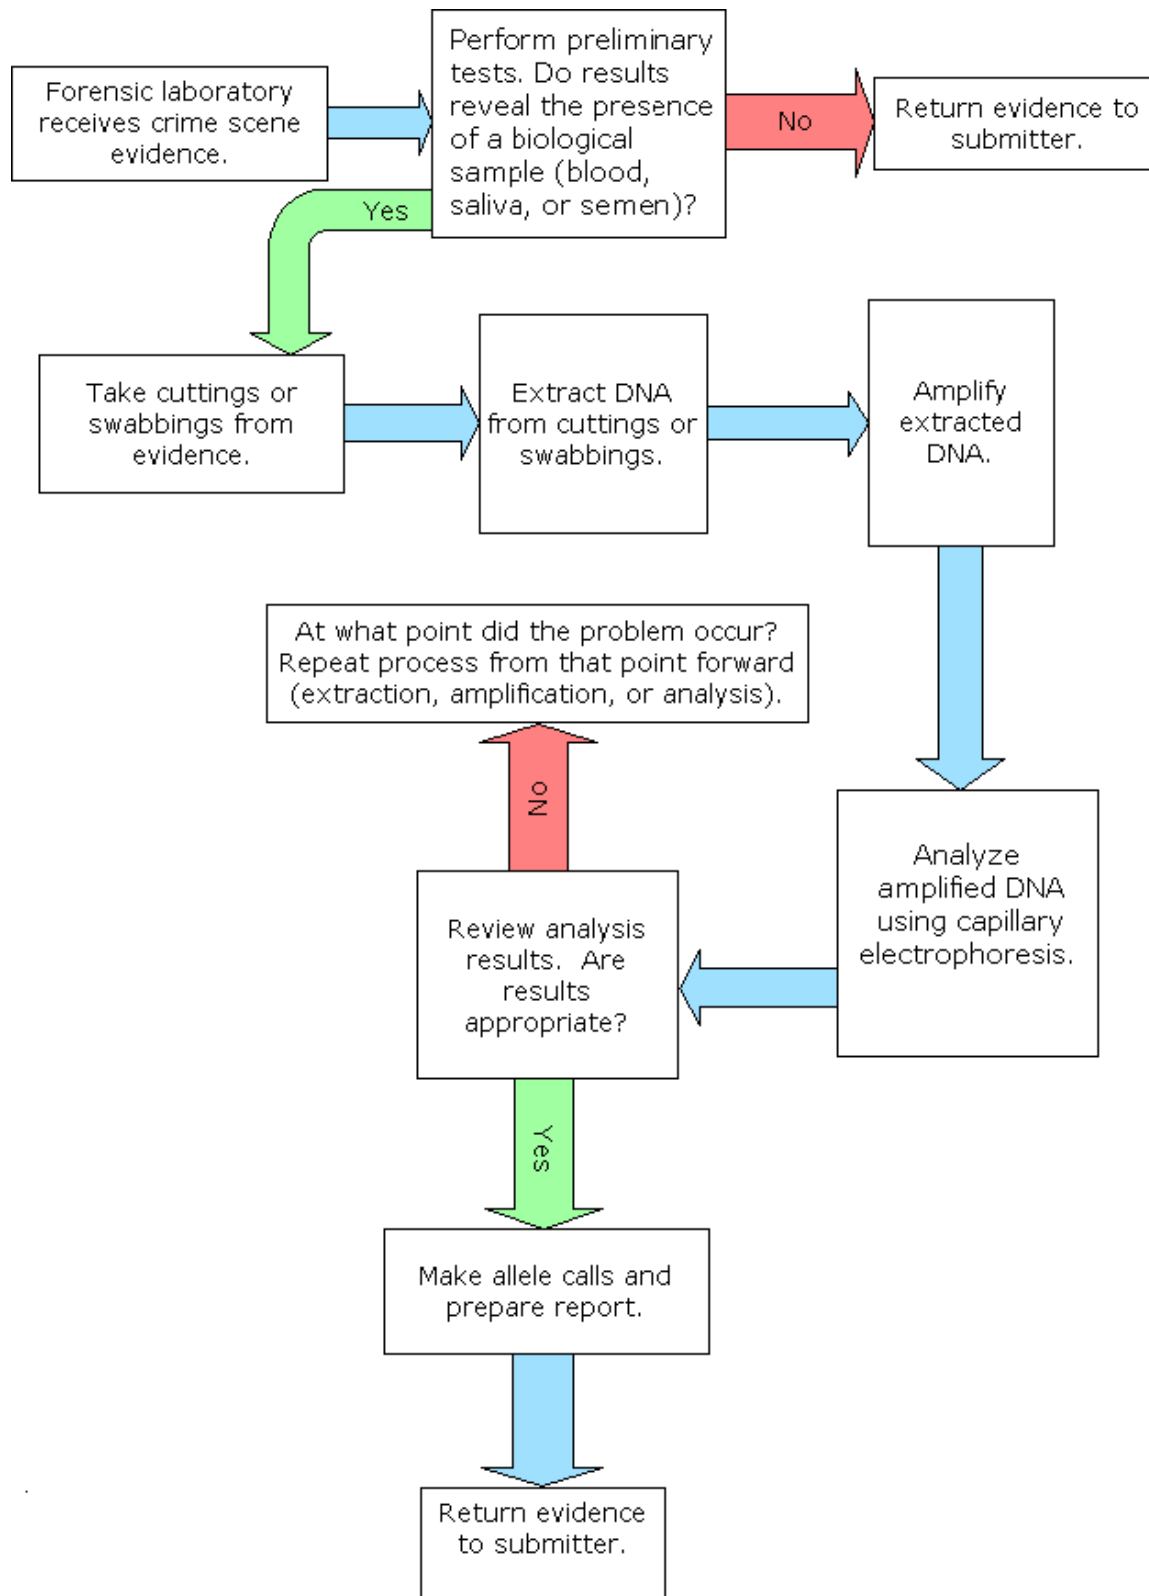 Forensic laboratory
receives crime scene
evidence.
Perform preliminary
tests. Do results
reveal the presence
of a biological
sample (blood,
saliva, or semen)?
No
Return evidence to
submitter.
Yes
Take cuttings or
swabbings from
evidence.
Extract DNA
from cuttings or
swabbings.
Amplify
extracted
DNA.
Analyze
amplified DNA
using capillary
electrophoresis.
Review analysis
results.  Are
results
appropriate?
No
At what point did the problem occur?
Repeat process from that point forward
(extraction, amplification, or analysis).
Yes
Make allele calls and
prepare report.
Return evidence
to submitter.